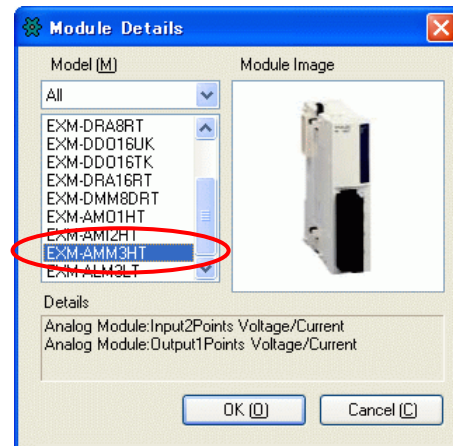 Module Details
Model (M)
Module Image
All
EXM-DRA8RT
EXM-DDO16UK
EXM-DDO16TK
EXM-DRA16RT
EXM-DMM8DRT
EXM-AMO1HT
EXM-AMI2HT
EXM-AMM3HT
EXM-ALM3LT
Details
Analog Module:Input2Points Voltage/Current
Analog Module:Output1Points Voltage/Current
OK (O)
Cancel (C)